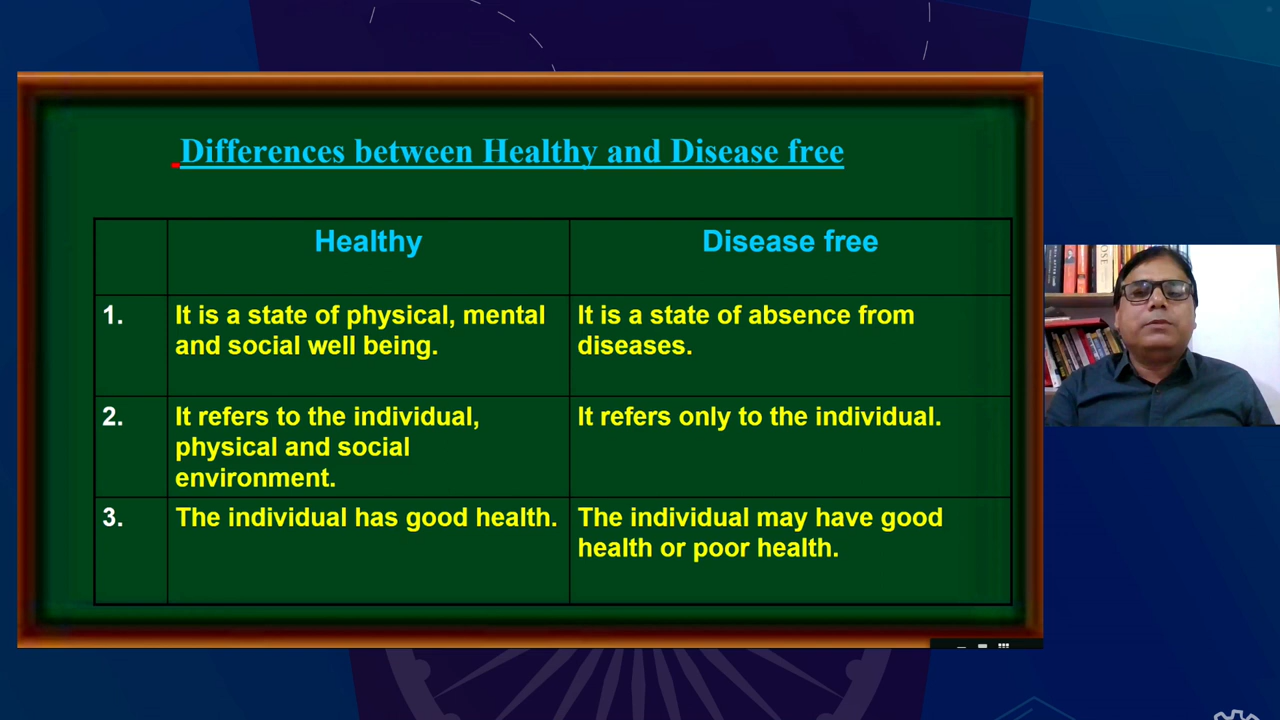 Differences between Healthy and Disease free
Healthy
Disease free
1.
It is a state of physical, mental
and social well being.
It is a state of absence from
diseases.
2.
It refers to the individual,
physical and social
environment.
It refers only to the individual.
3.
The individual has good health.
The individual may have good
health or poor health.